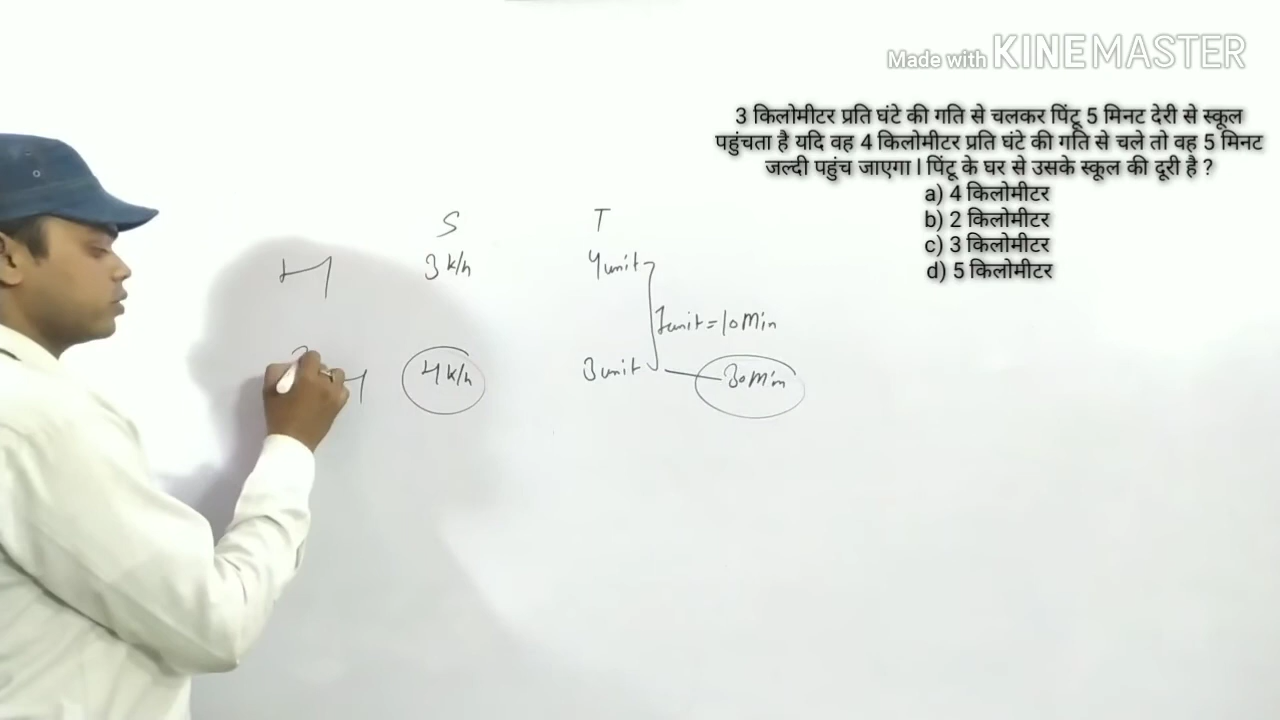 Made with KINEMASTER
3 किलोमीटर प्रति घंटे की गति से चलकर पिंटू 5 मिनट देरी से स्कूल
पहुंचता है यदि वह 4 किलोमीटर प्रति घंटे की गति से चले तो वह 5 मिनट
जल्दी पहुंच जाएगा । पिंटू के घर से उसके स्कूल की दूरी है ?
a) 4 किलोमीटर
b) 2 किलोमीटर
c) 3 किलोमीटर
d) 5 किलोमीटर
S T
3 k/h 4 unit
1 unit = 10 Min
4 k/h 3 unit 30 Min